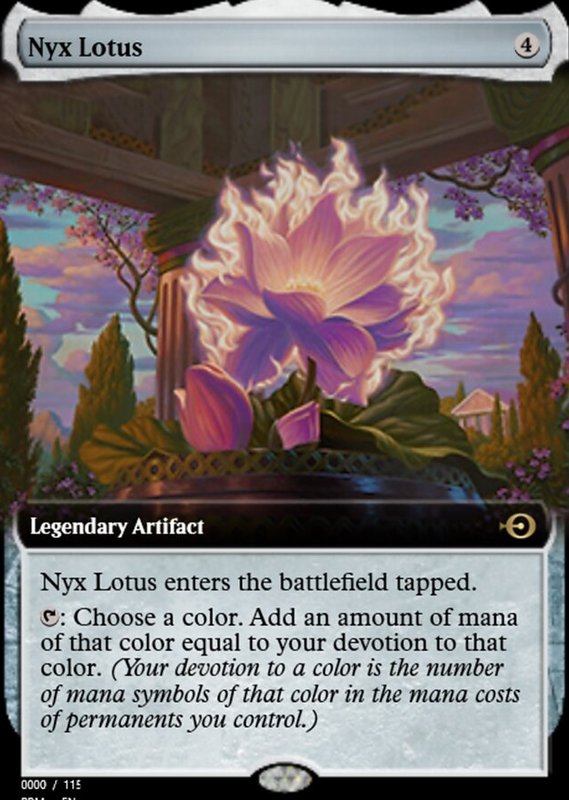 Nyx Lotus 4
Legendary Artifact
Nyx Lotus enters the battlefield tapped.
: Choose a color. Add an amount of mana
of that color equal to your devotion to that
color. (Your devotion to a color is the number
of mana symbols of that color in the mana costs
of permanents you control.)
0000 / 115